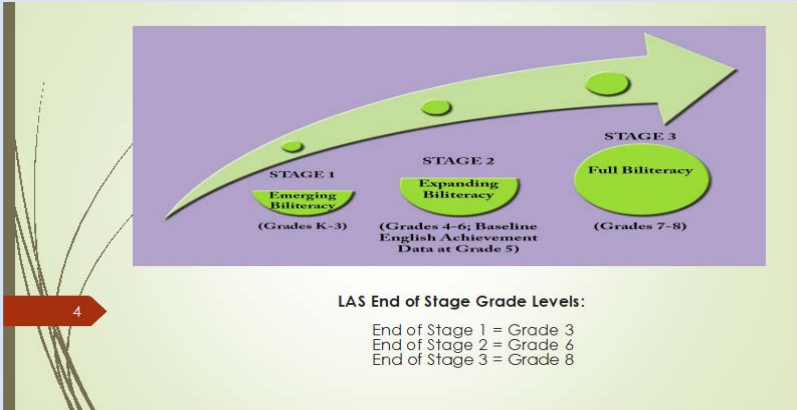 STAGE 1
Emerging
Biliteracy
(Grades K-3)
STAGE 2
Expanding
Biliteracy
(Grades 4-6; Baseline
English Achievement
Data at Grade 5)
STAGE 3
Full Biliteracy
(Grades 7-8)
4
LAS End of Stage Grade Levels:
End of Stage 1 = Grade 3
End of Stage 2 = Grade 6
End of Stage 3 = Grade 8